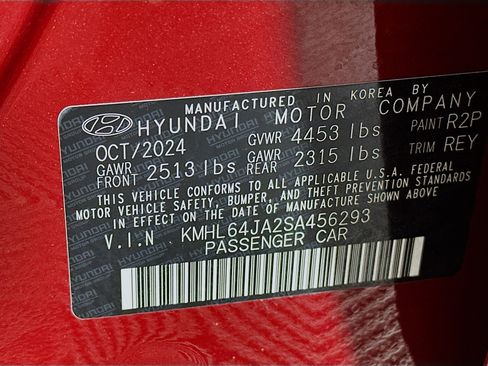 MANUFACTURED IN KOREA BY
HYUNDAI MOTOR COMPANY
OCT/2024 GVWR 4453 lbs PAINT R2P
GAWR FRONT 2513 lbs GAWR REAR 2315 lbs TRIM REY
THIS VEHICLE CONFORMS TO ALL APPLICABLE U.S.A. FEDERAL
MOTOR VEHICLE SAFETY, BUMPER, AND THEFT PREVENTION STANDARDS
IN EFFECT ON THE DATE OF MANUFACTURE SHOWN ABOVE
V.I.N KMHL64JA2SA456293
PASSENGER CAR